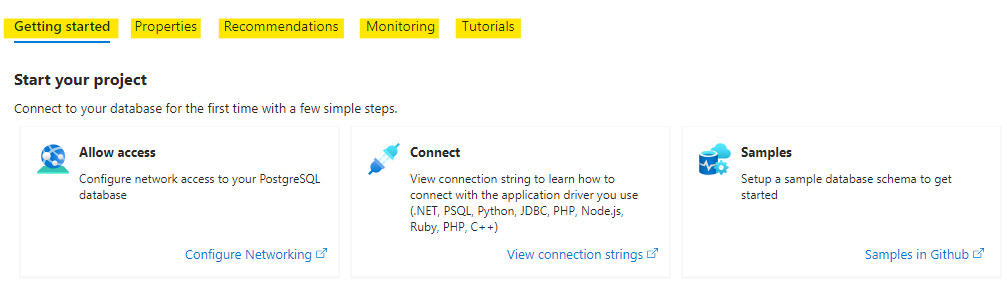 Getting started Properties Recommendations Monitoring Tutorials
Start your project
Connect to your database for the first time with a few simple steps.
Allow access
Configure network access to your PostgreSQL
database
Configure Networking
Connect
View connection string to learn how to
connect with the application driver you use
(.NET, PSQL, Python, JDBC, PHP, Node.js,
Ruby, PHP, C++)
View connection strings
Samples
Setup a sample database schema to get
started
Samples in Github